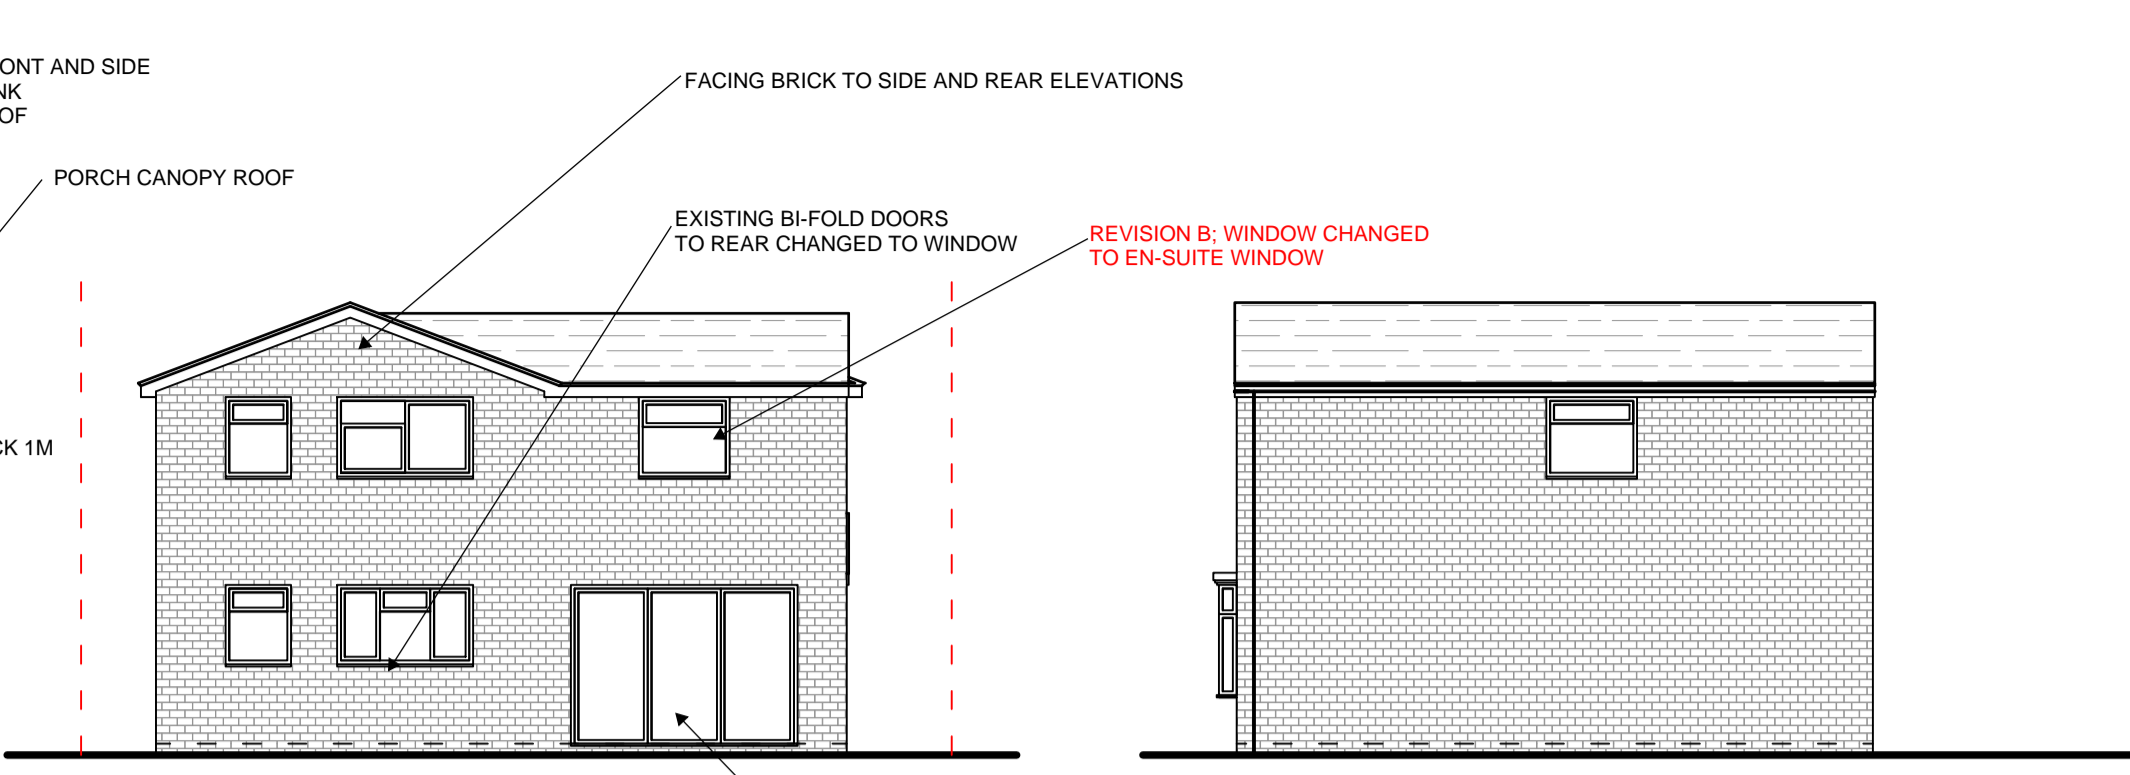 ONT AND SIDE
NK
OF
PORCH CANOPY ROOF
CK 1M
FACING BRICK TO SIDE AND REAR ELEVATIONS
EXISTING BI-FOLD DOORS
TO REAR CHANGED TO WINDOW
REVISION B; WINDOW CHANGED
TO EN-SUITE WINDOW